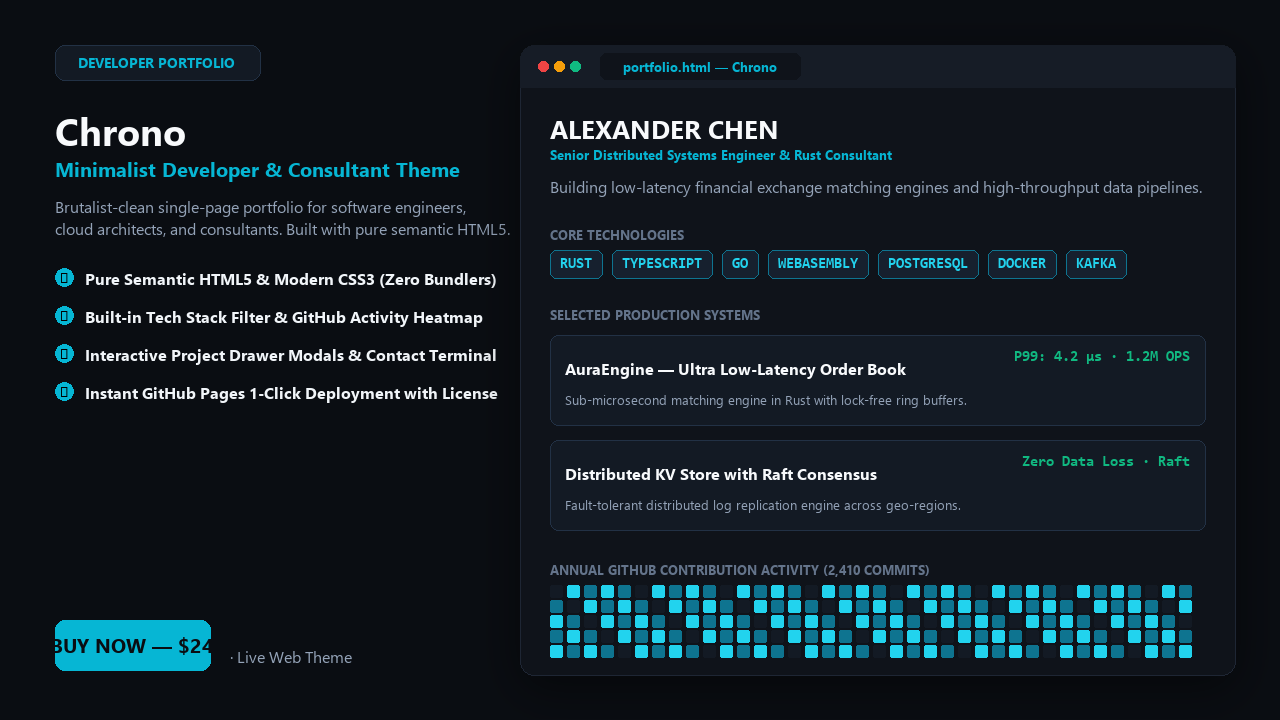 DEVELOPER PORTFOLIO
Chrono
Minimalist Developer & Consultant Theme
Brutalist-clean single-page portfolio for software engineers,
cloud architects, and consultants. Built with pure semantic HTML5.
Pure Semantic HTML5 & Modern CSS3 (Zero Bundlers)
Built-in Tech Stack Filter & GitHub Activity Heatmap
Interactive Project Drawer Modals & Contact Terminal
Instant GitHub Pages 1-Click Deployment with License
BUY NOW — $24
· Live Web Theme
portfolio.html — Chrono
ALEXANDER CHEN
Senior Distributed Systems Engineer & Rust Consultant
Building low-latency financial exchange matching engines and high-throughput data pipelines.
CORE TECHNOLOGIES
RUST TYPESCRIPT GO WEBASEMBLY POSTGRESQL DOCKER KAFKA
SELECTED PRODUCTION SYSTEMS
P99: 4.2 µs · 1.2M OPS
AuraEngine — Ultra Low-Latency Order Book
Sub-microsecond matching engine in Rust with lock-free ring buffers.
Zero Data Loss · Raft
Distributed KV Store with Raft Consensus
Fault-tolerant distributed log replication engine across geo-regions.
ANNUAL GITHUB CONTRIBUTION ACTIVITY (2,410 COMMITS)